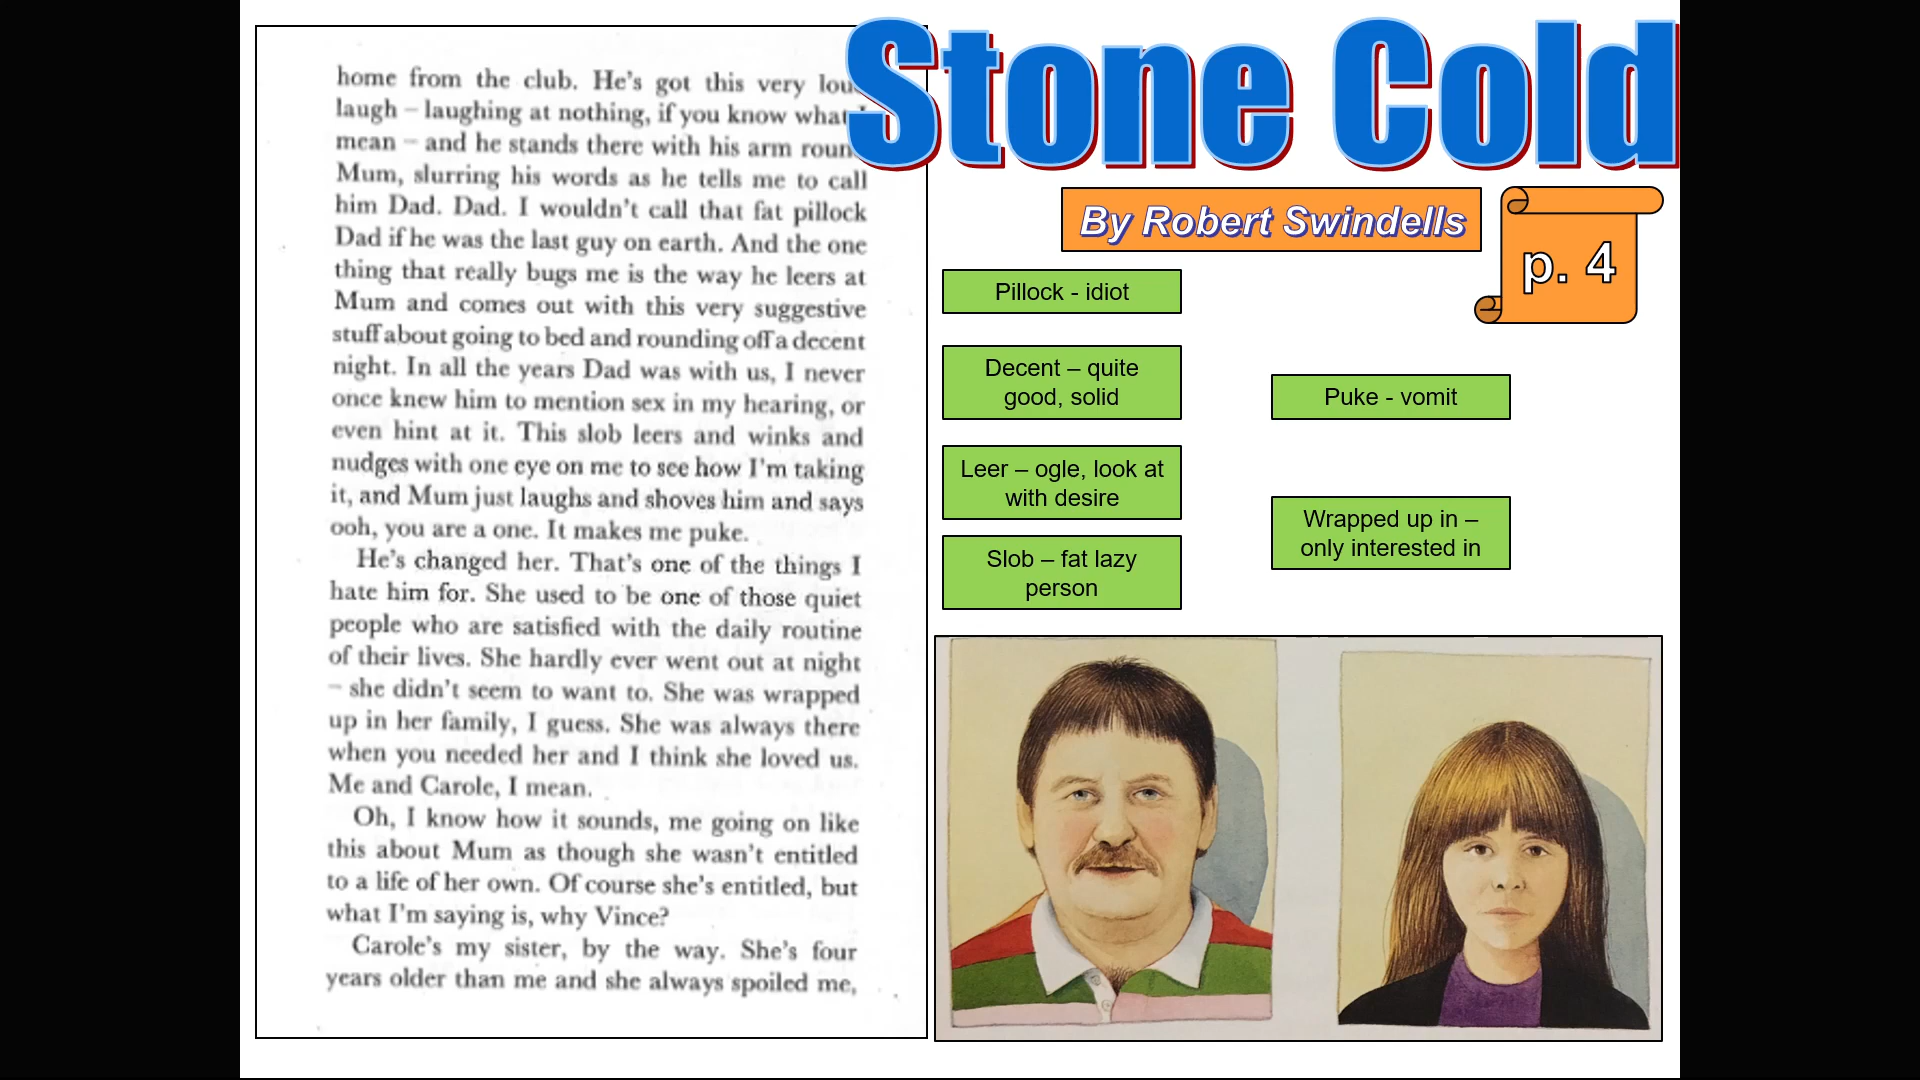 Stone Cold
By Robert Swindells
p. 4
home from the club. He's got this very lou
laugh – laughing at nothing, if you know what I
mean – and he stands there with his arm roun
Mum, slurring his words as he tells me to call
him Dad. Dad. I wouldn't call that fat pillock
Dad if he was the last guy on earth. And the one
thing that really bugs me is the way he leers at
Mum and comes out with this very suggestive
stuff about going to bed and rounding off a decent
night. In all the years Dad was with us, I never
once knew him to mention sex in my hearing, or
even hint at it. This slob leers and winks and
nudges with one eye on me to see how I'm taking
it, and Mum just laughs and shoves him and says
ooh, you are a one. It makes me puke.
He's changed her. That's one of the things I
hate him for. She used to be one of those quiet
people who are satisfied with the daily routine
of their lives. She hardly ever went out at night
– she didn't seem to want to. She was wrapped
up in her family, I guess. She was always there
when you needed her and I think she loved us.
Me and Carole, I mean.
Oh, I know how it sounds, me going on like
this about Mum as though she wasn't entitled
to a life of her own. Of course she's entitled, but
what I'm saying is, why Vince?
Carole's my sister, by the way. She's four
years older than me and she always spoiled me,
Pillock - idiot
Decent – quite
good, solid
Leer – ogle, look at
with desire
Slob – fat lazy
person
Puke - vomit
Wrapped up in –
only interested in